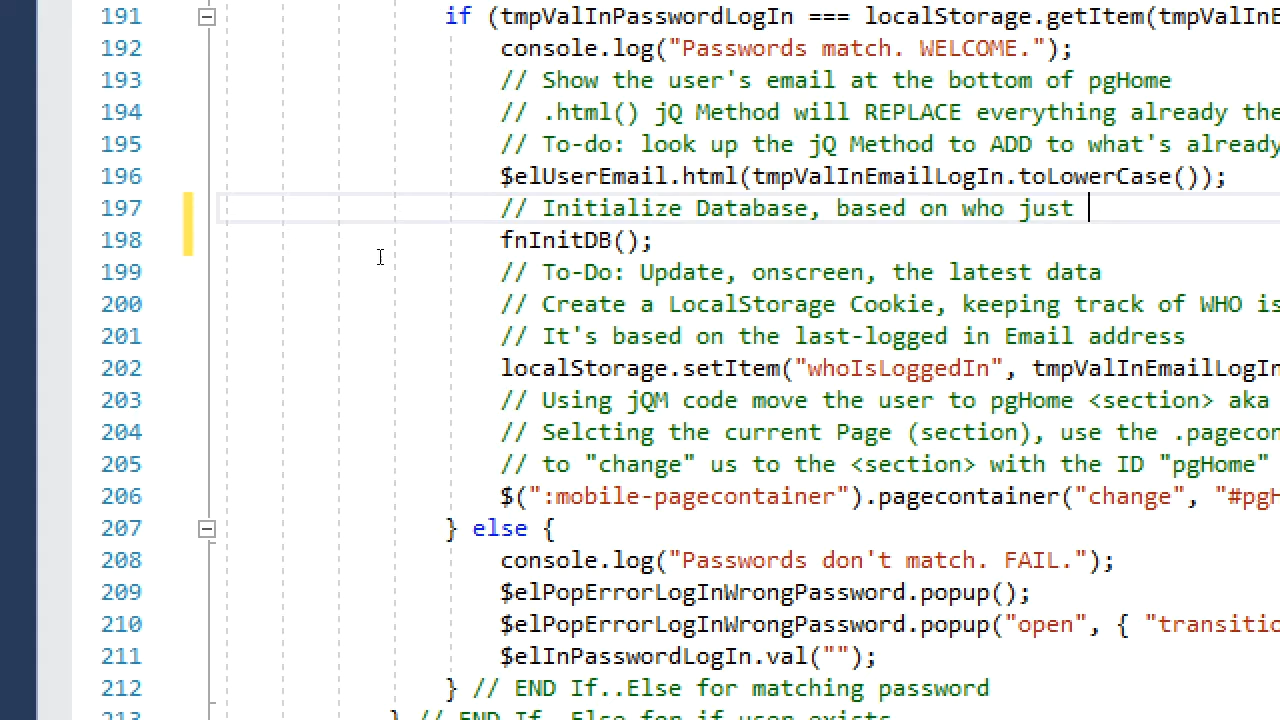 191 if (tmpValInPasswordLogIn === localStorage.getItem(tmpValInE
192 console.log("Passwords match. WELCOME.");
193 // Show the user's email at the bottom of pgHome
194 // .html() jQ Method will REPLACE everything already the
195 // To-do: look up the jQ Method to ADD to what's already
196 $elUserEmail.html(tmpValInEmailLogIn.toLowerCase());
197 // Initialize Database, based on who just
198 fnInitDB();
199 // To-Do: Update, onscreen, the latest data
200 // Create a LocalStorage Cookie, keeping track of WHO is
201 // It's based on the last-logged in Email address
202 localStorage.setItem("whoIsLoggedIn", tmpValInEmailLogIn
203 // Using jQM code move the user to pgHome <section> aka
204 // Selcting the current Page (section), use the .pagecon
205 // to "change" us to the <section> with the ID "pgHome"
206 $(":mobile-pagecontainer").pagecontainer("change", "#pgH
207 } else {
208 console.log("Passwords don't match. FAIL.");
209 $elPopErrorLogInWrongPassword.popup();
210 $elPopErrorLogInWrongPassword.popup("open", { "transitio
211 $elInPasswordLogIn.val("");
212 } // END If..Else for matching password
213 } // END If..Else for if user exists